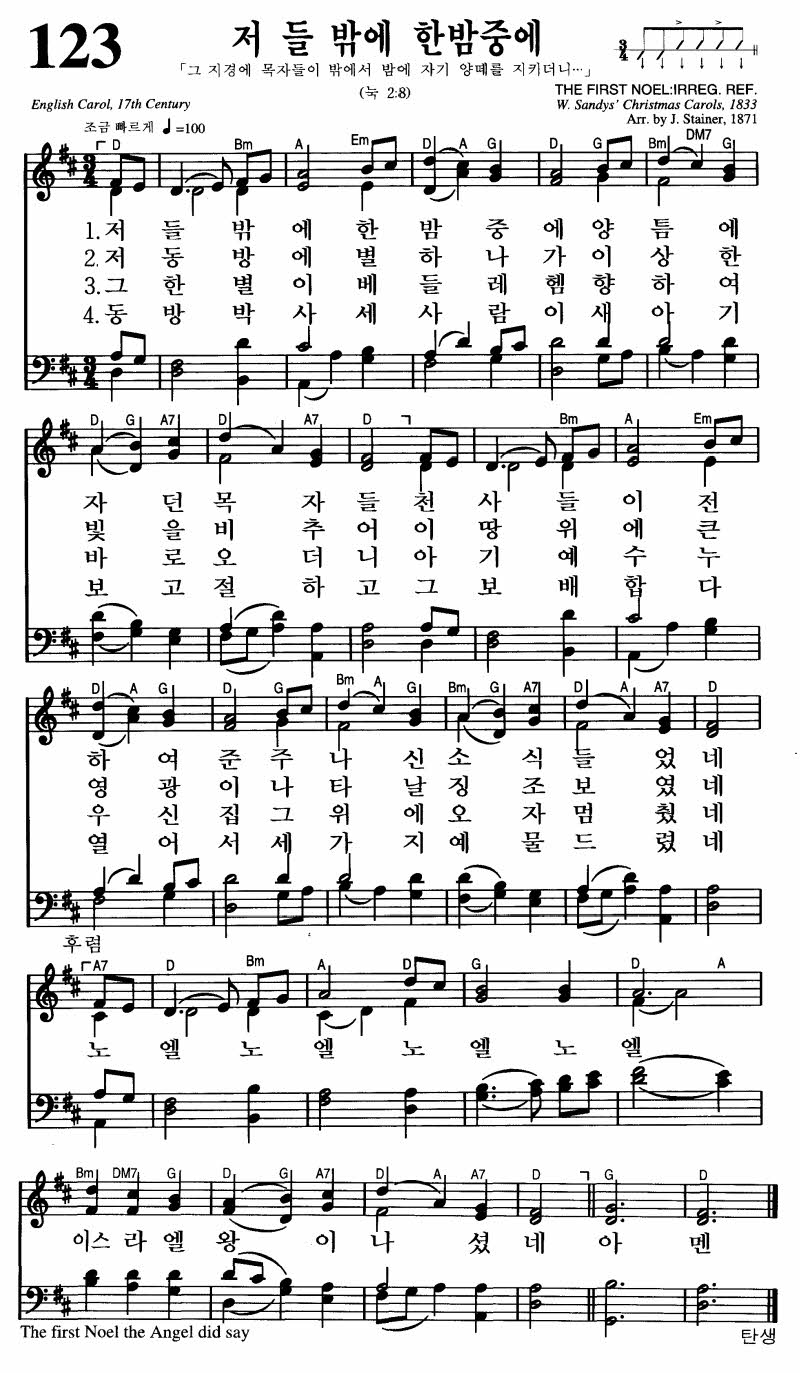 123
저 들 밖에 한밤중에
「그 지경에 목자들이 밖에서 밤에 자기 양떼를 지키더니…」
(눅 2:8)
THE FIRST NOEL:IRREG. REF.
English Carol, 17th Century
W. Sandys' Christmas Carols, 1833
Arr. by J. Stainer, 1871
조금 빠르게 ♩=100
D Bm A Em D A G D G Bm DM7 G
1.저 들 밖 에 한 밤 중 에 양 틈 에
2.저 동 방 에 별 하 나 가 이 상 한
3.그 한 별 이 베 들 레 헴 향 하 여
4.동 방 박 사 세 사 람 이 새 아 기
D G A7 D A7 D Bm A Em
자 던 목 자 들 천 사 들 이 전
빛 을 비 추 어 이 땅 위 에 큰
바 로 오 더 니 아 기 예 수 누
보 고 절 하 고 그 보 배 합 다
D A G D G Bm A G Bm G D D A A7 D
하 여 준 주 나 신 소 식 들 었 네
영 광 이 나 타 날 징 조 보 였 네
우 신 집 그 위 에 오 자 멈 췄 네
열 어 서 세 가 지 예 물 드 렸 네
후렴
A7 D Bm A D G D A
노 엘 노 엘 노 엘 노 엘
Bm DM7 G D G A7 D A A7 D G D
이스 라 엘 왕 이 나 셨 네 아 멘
The first Noel the Angel did say
탄생